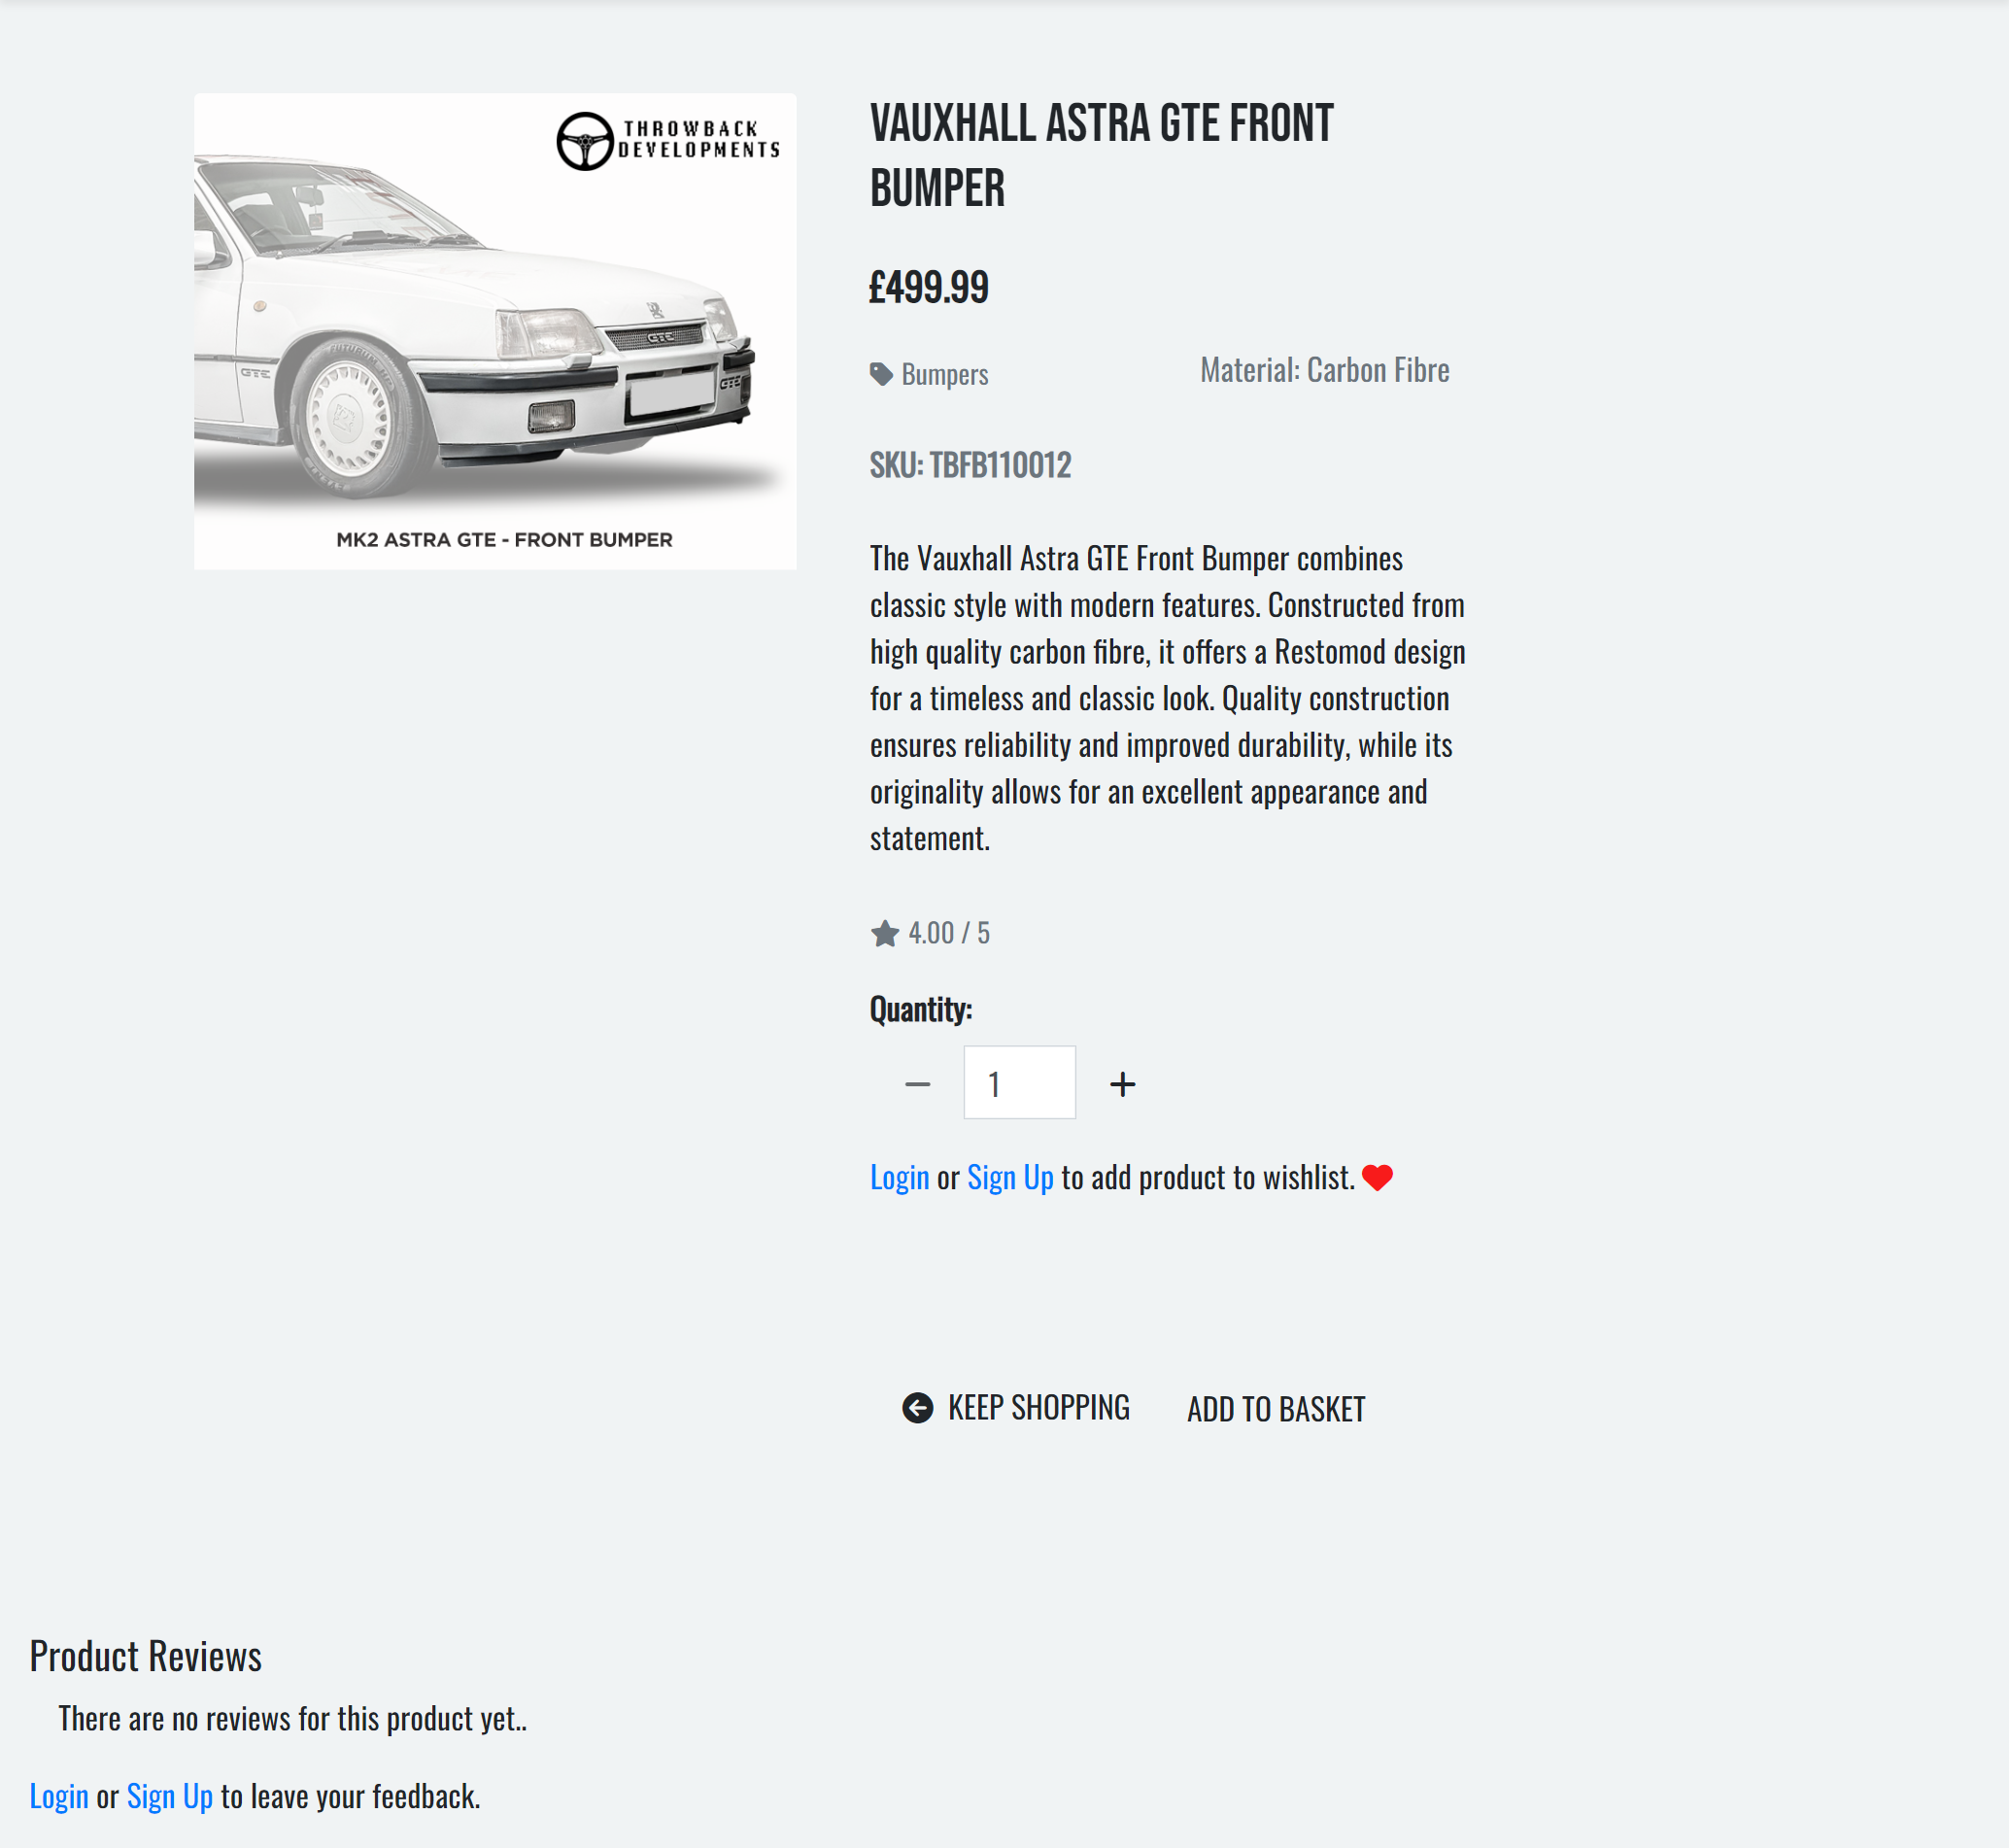 THROWBACK
DEVELOPMENTS
GTE
GTE
GTE
MK2 ASTRA GTE - FRONT BUMPER
VAUXHALL ASTRA GTE FRONT
BUMPER
£499.99
Bumpers
Material: Carbon Fibre
SKU: TBFB110012
The Vauxhall Astra GTE Front Bumper combines
classic style with modern features. Constructed from
high quality carbon fibre, it offers a Restomod design
for a timeless and classic look. Quality construction
ensures reliability and improved durability, while its
originality allows for an excellent appearance and
statement.
4.00 / 5
Quantity:
1
Login or Sign Up to add product to wishlist.
KEEP SHOPPING
ADD TO BASKET
Product Reviews
There are no reviews for this product yet..
Login or Sign Up to leave your feedback.